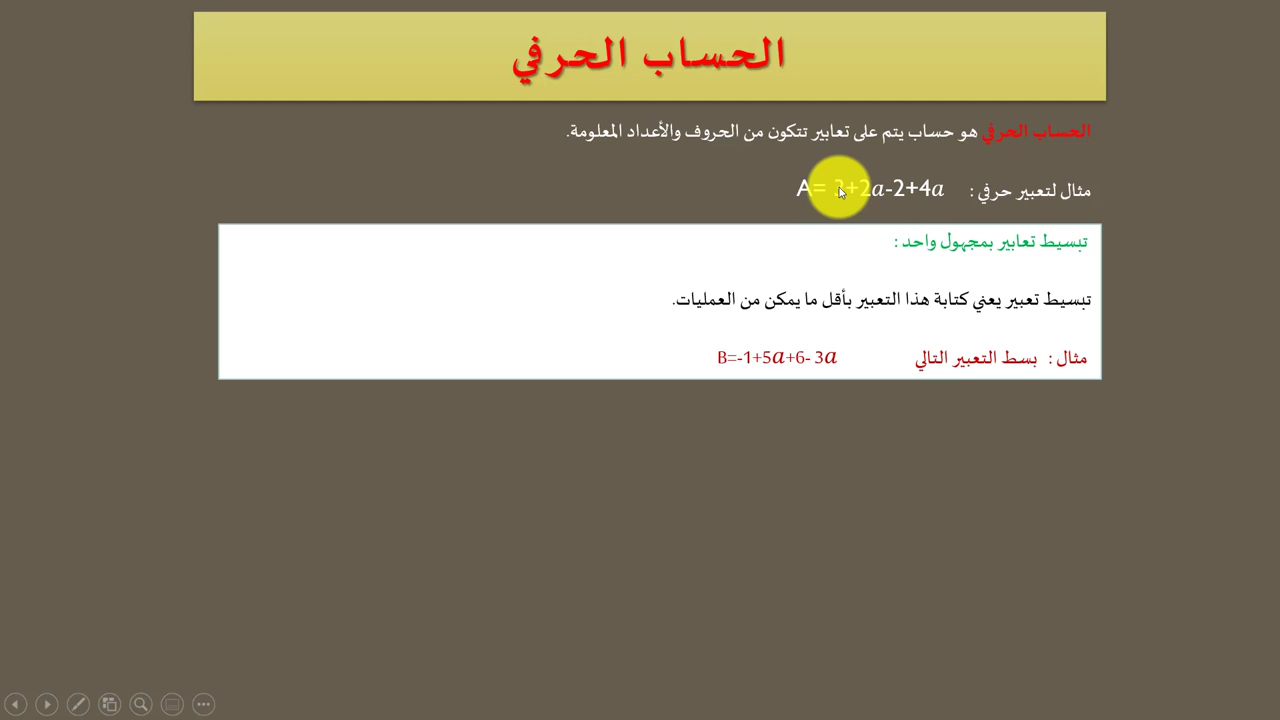 الحساب الحرفي
الحساب الحرفي هو حساب يتم على تعابير تتكون من الحروف والأعداد المعلومة.
مثال لتعبير حرفي : A= 3+2a-2+4a
تبسيط تعابير بمجهول واحد :
تبسيط تعبير يعني كتابة هذا التعبير بأقل ما يمكن من العمليات.
مثال : بسط التعبير التالي B=-1+5a+6- 3a